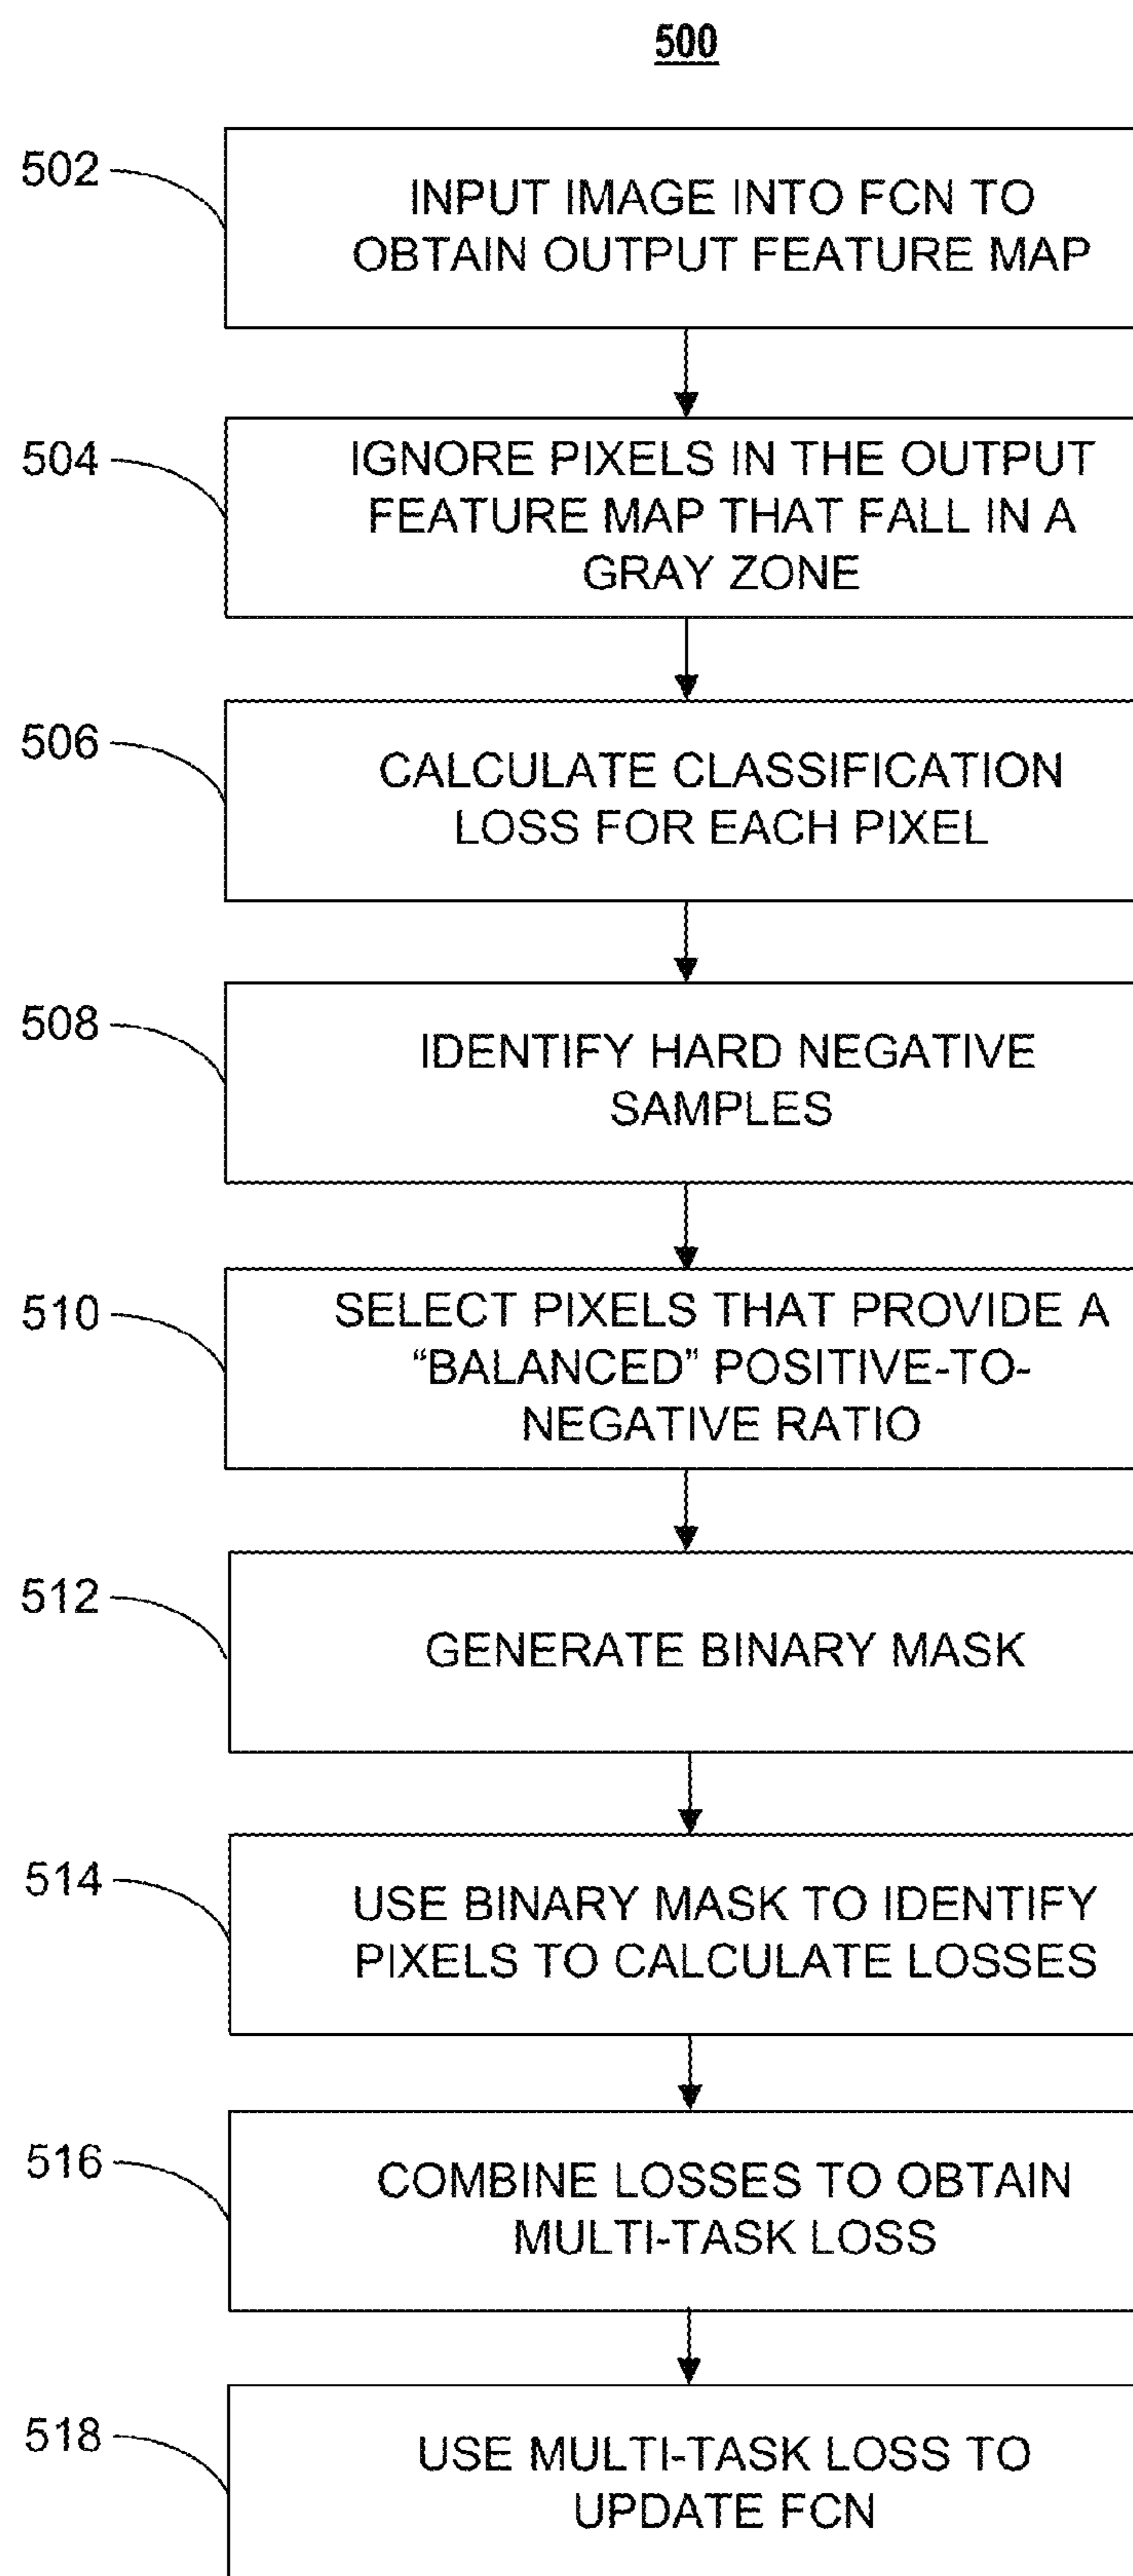 500
502
INPUT IMAGE INTO FCN TO
OBTAIN OUTPUT FEATURE MAP
504
IGNORE PIXELS IN THE OUTPUT
FEATURE MAP THAT FALL IN A
GRAY ZONE
506
CALCULATE CLASSIFICATION
LOSS FOR EACH PIXEL
508
IDENTIFY HARD NEGATIVE
SAMPLES
510
SELECT PIXELS THAT PROVIDE A
“BALANCED” POSITIVE-TO-
NEGATIVE RATIO
512
GENERATE BINARY MASK
514
USE BINARY MASK TO IDENTIFY
PIXELS TO CALCULATE LOSSES
516
COMBINE LOSSES TO OBTAIN
MULTI-TASK LOSS
518
USE MULTI-TASK LOSS TO
UPDATE FCN